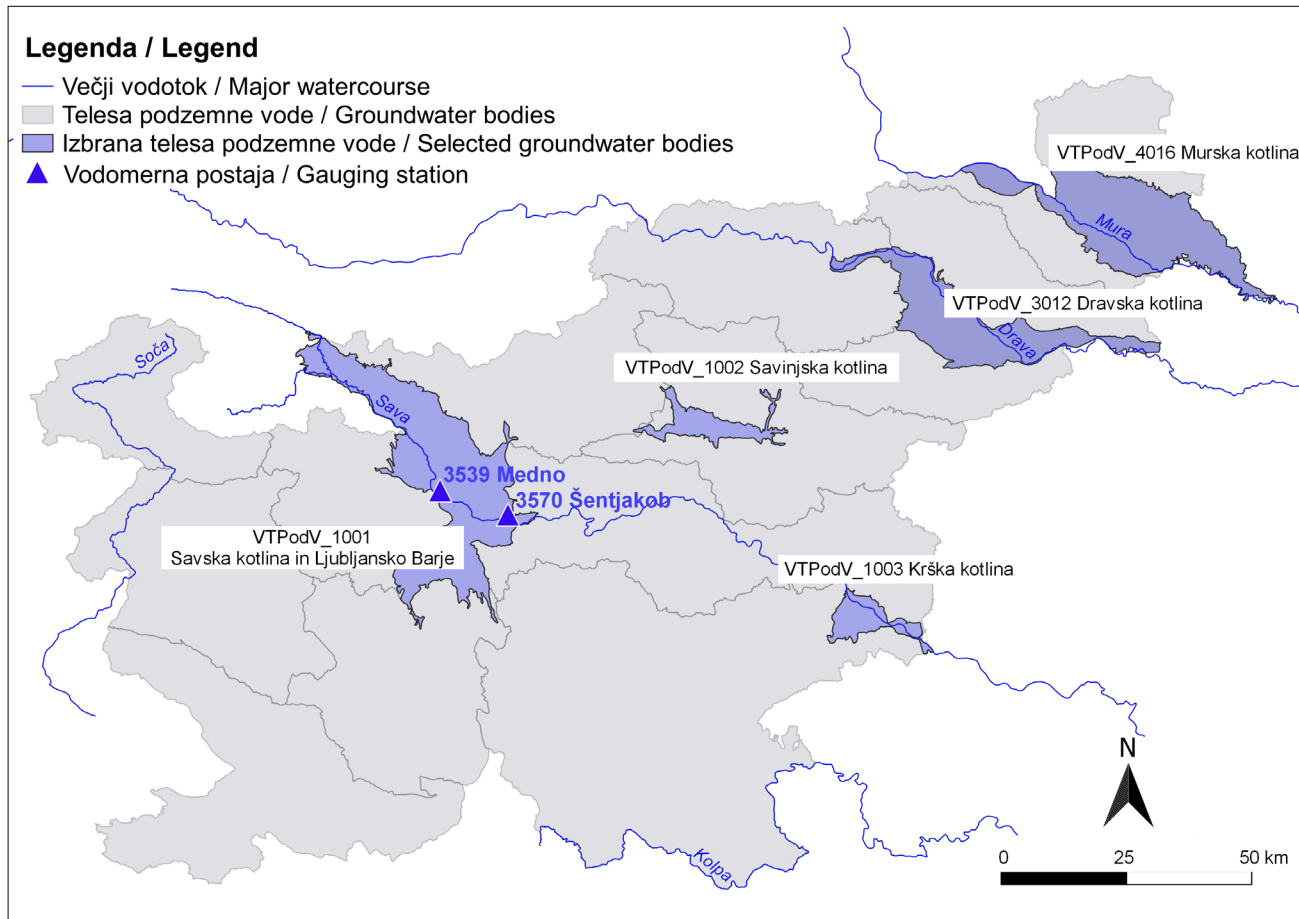 Legenda / Legend
Večji vodotok / Major watercourse
Telesa podzemne vode / Groundwater bodies
Izbrana telesa podzemne vode / Selected groundwater bodies
Vodomerna postaja / Gauging station
VTPodV_4016 Murska kotlina
Mura
VTPodV_3012 Dravska kotlina
Drava
Soča
VTPodV_1002 Savinjska kotlina
Sava
3539 Medno
3570 Šentjakob
VTPodV_1001
Savska kotlina in Ljubljansko Barje
VTPodV_1003 Krška kotlina
N
Kolpa
0 25 50 km